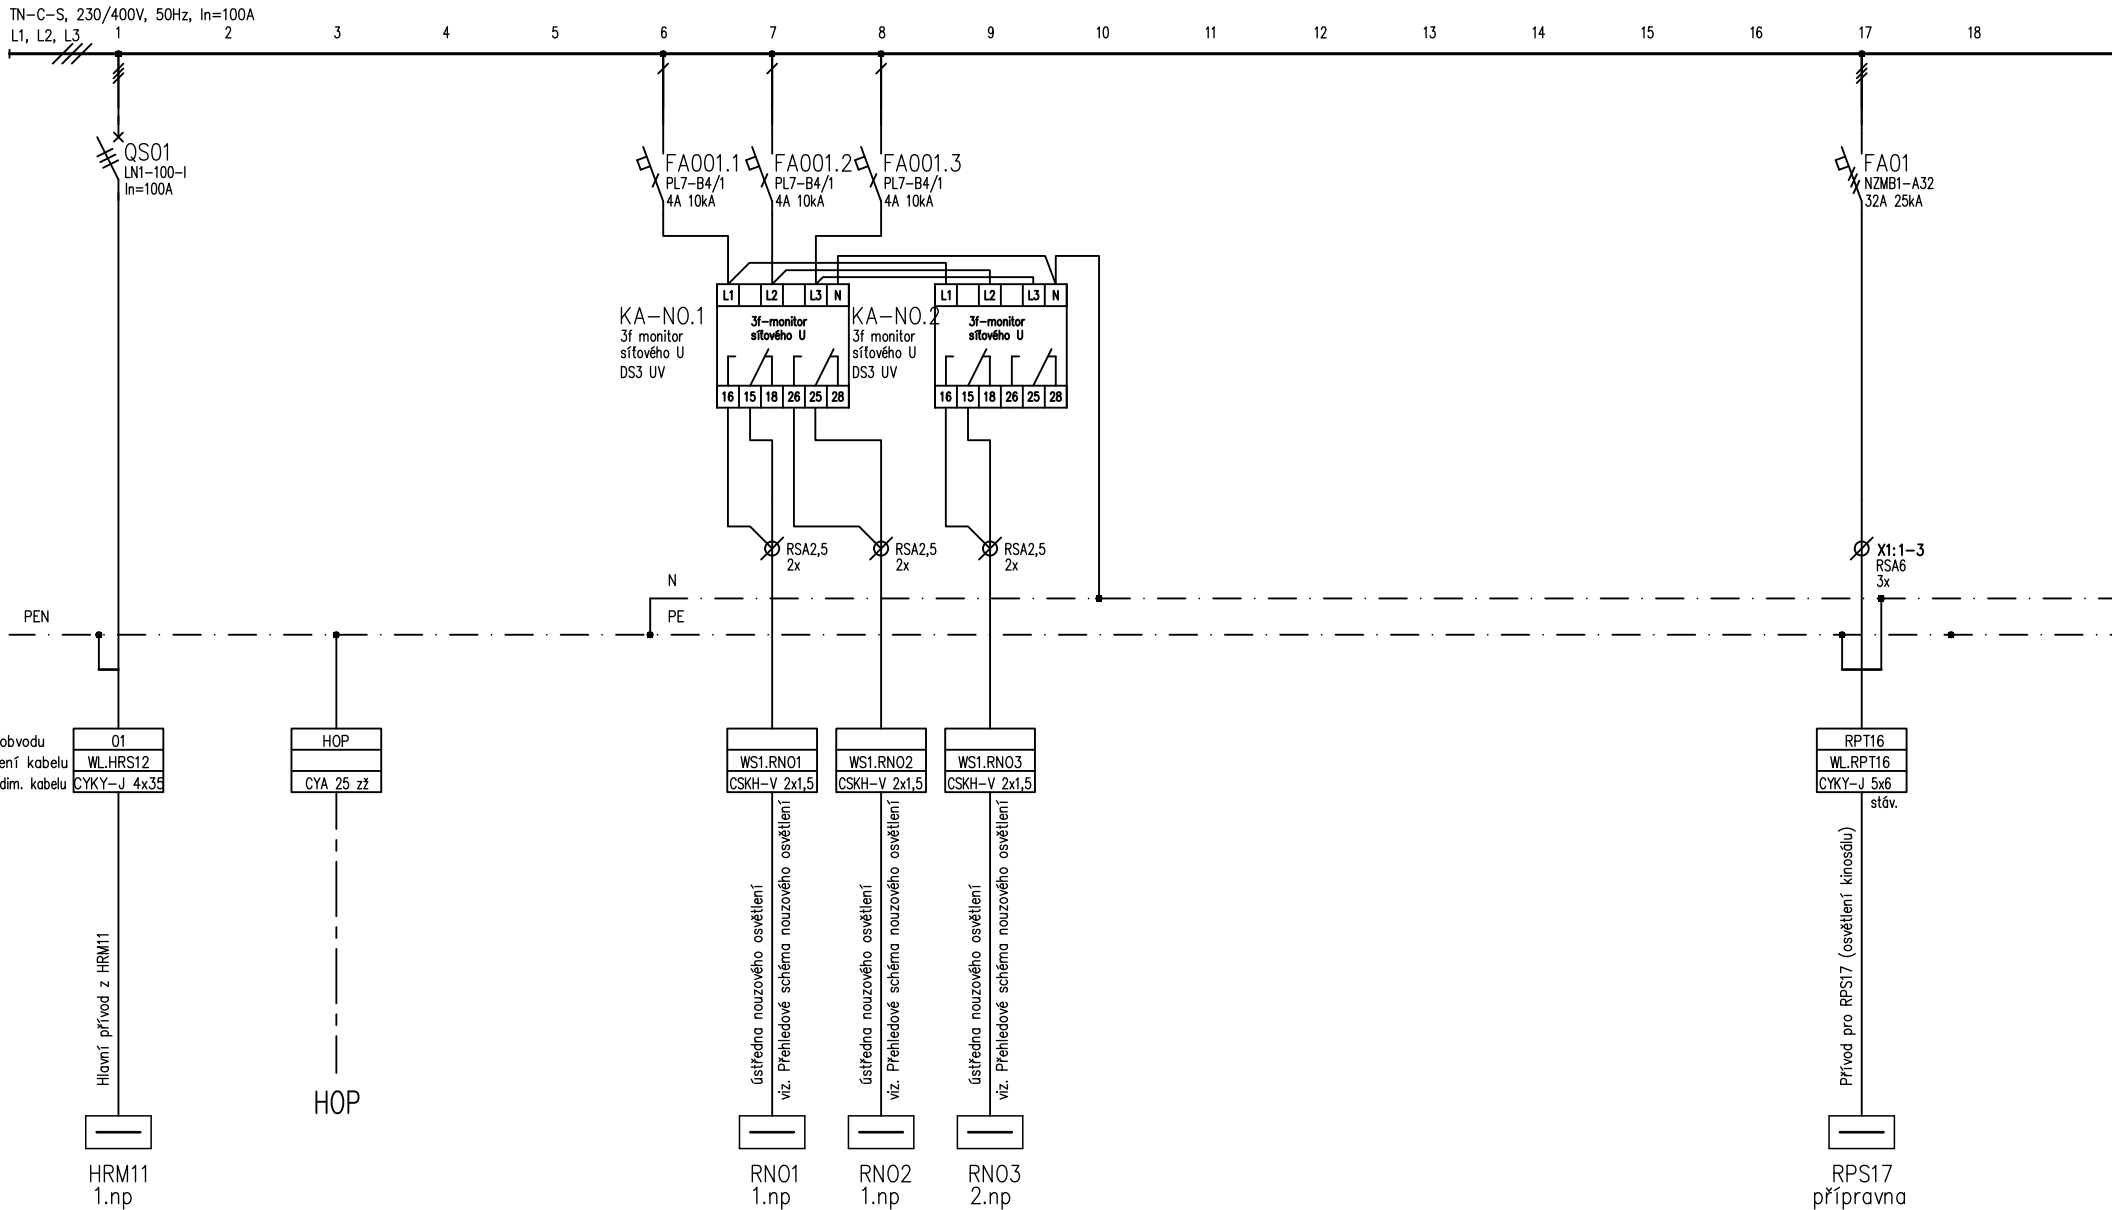 TN-C-S, 230/400V, 50Hz, In=100A
L1, L2, L3
1 2 3 4 5 6 7 8 9 10 11 12 13 14 15 16 17 18
QS01
LN1-100-I
In=100A
FA001.1
PL7-B4/1
4A 10kA
FA001.2
PL7-B4/1
4A 10kA
FA001.3
PL7-B4/1
4A 10kA
FA01
NZMB1-A32
32A 25kA
KA-NO.1
3f monitor
síťového U
DS3 UV
L1 L2 L3 N
3f-monitor
síťového U
16 15 18 26 25 28
KA-NO.2
3f monitor
síťového U
DS3 UV
L1 L2 L3 N
3f-monitor
síťového U
16 15 18 26 25 28
RSA2,5
2x
RSA2,5
2x
RSA2,5
2x
X1:1-3
RSA6
3x
N
PEN
PE
obvodu
ení kabelu
dim. kabelu
01
WL.HRS12
CYKY-J 4x35
HOP
CYA 25 zž
WS1.RNO1
CSKH-V 2x1,5
WS1.RNO2
CSKH-V 2x1,5
WS1.RNO3
CSKH-V 2x1,5
RPT16
WL.RPT16
CYKY-J 5x6
stáv.
Hlavní přívod z HRM11
ústředna nouzového osvětlení
viz. Přehledové schéma nouzového osvětlení
ústředna nouzového osvětlení
viz. Přehledové schéma nouzového osvětlení
ústředna nouzového osvětlení
viz. Přehledové schéma nouzového osvětlení
Přívod pro RPS17 (osvětlení kinosálu)
HOP
HRM11
1.np
RNO1
1.np
RNO2
1.np
RNO3
2.np
RPS17
přípravna